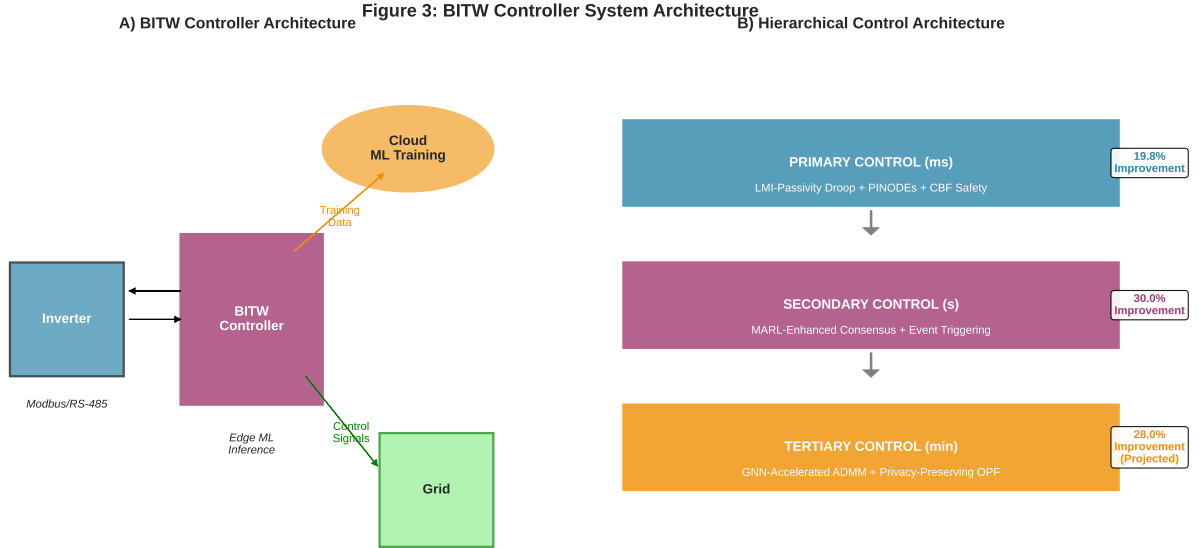 Figure 3: BITW Controller System Architecture
A) BITW Controller Architecture
Cloud
ML Training
Training
Data
Inverter
BITW
Controller
Modbus/RS-485
Edge ML
Inference
Control
Signals
Grid
B) Hierarchical Control Architecture
PRIMARY CONTROL (ms)
LMI-Passivity Droop + PINODEs + CBF Safety
19.8%
Improvement
SECONDARY CONTROL (s)
MARL-Enhanced Consensus + Event Triggering
30.0%
Improvement
TERTIARY CONTROL (min)
GNN-Accelerated ADMM + Privacy-Preserving OPF
28.0%
Improvement
(Projected)